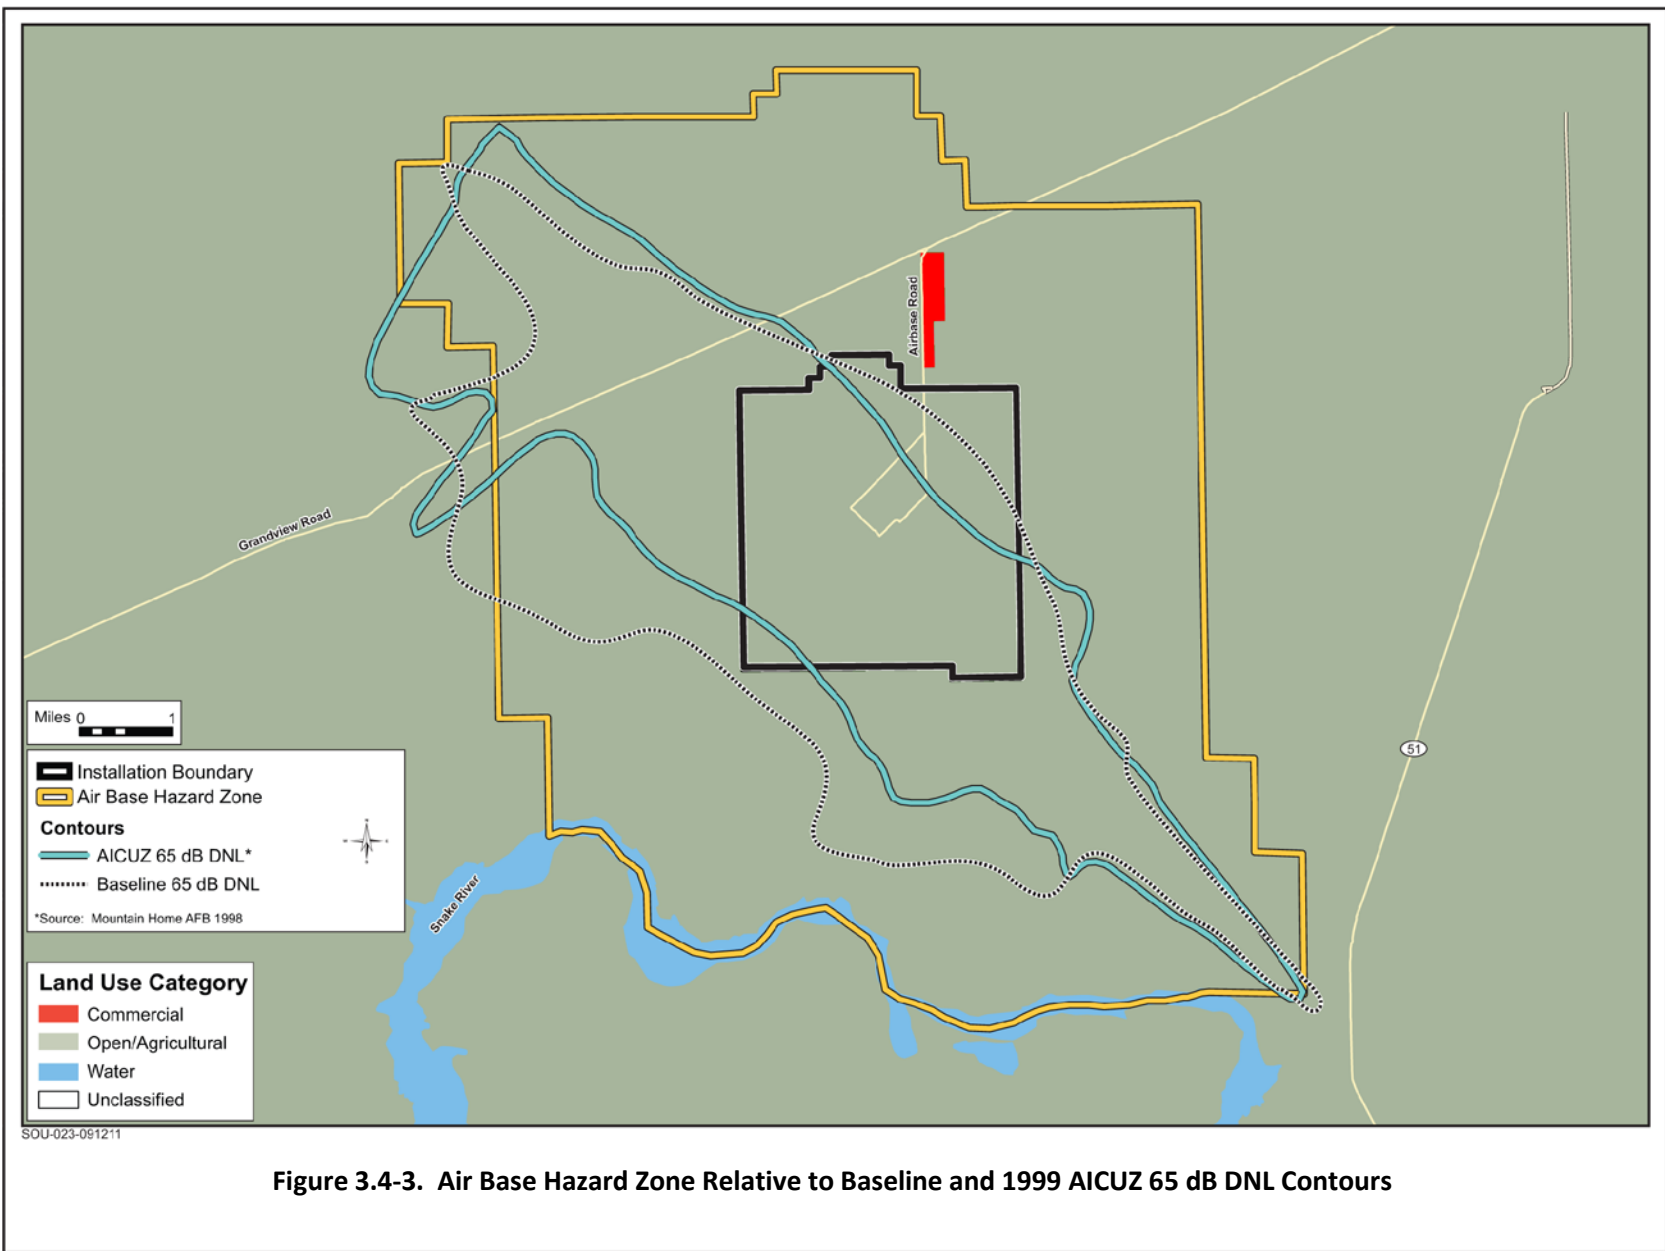 Airbase Road
Grandview Road
51
Snake River
Miles 0 1
Installation Boundary
Air Base Hazard Zone
Contours
AICUZ 65 dB DNL*
Baseline 65 dB DNL
*Source: Mountain Home AFB 1998
Land Use Category
Commercial
Open/Agricultural
Water
Unclassified
SOU-023-091211
Figure 3.4-3. Air Base Hazard Zone Relative to Baseline and 1999 AICUZ 65 dB DNL Contours